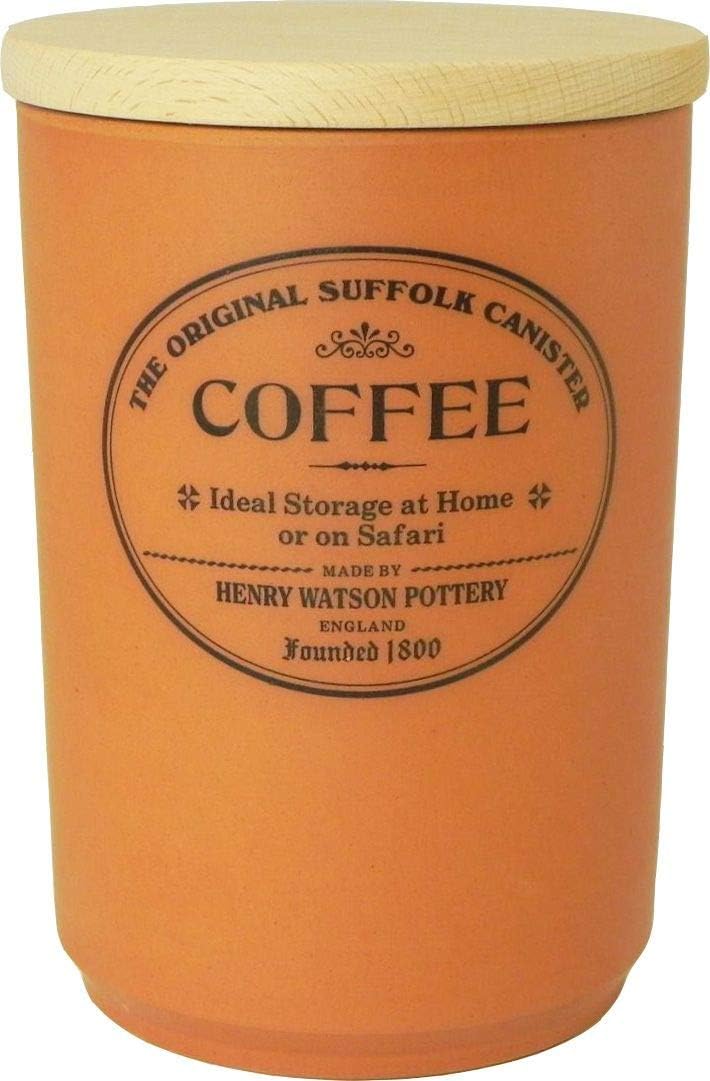 THE ORIGINAL SUFFOLK CANISTER
COFFEE
Ideal Storage at Home
or on Safari
MADE BY
HENRY WATSON POTTERY
ENGLAND
Founded 1800